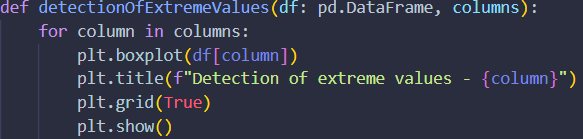 def detectionOfExtremeValues(df: pd.DataFrame, columns):
    for column in columns:
        plt.boxplot(df[column])
        plt.title(f"Detection of extreme values - {column}")
        plt.grid(True)
        plt.show()